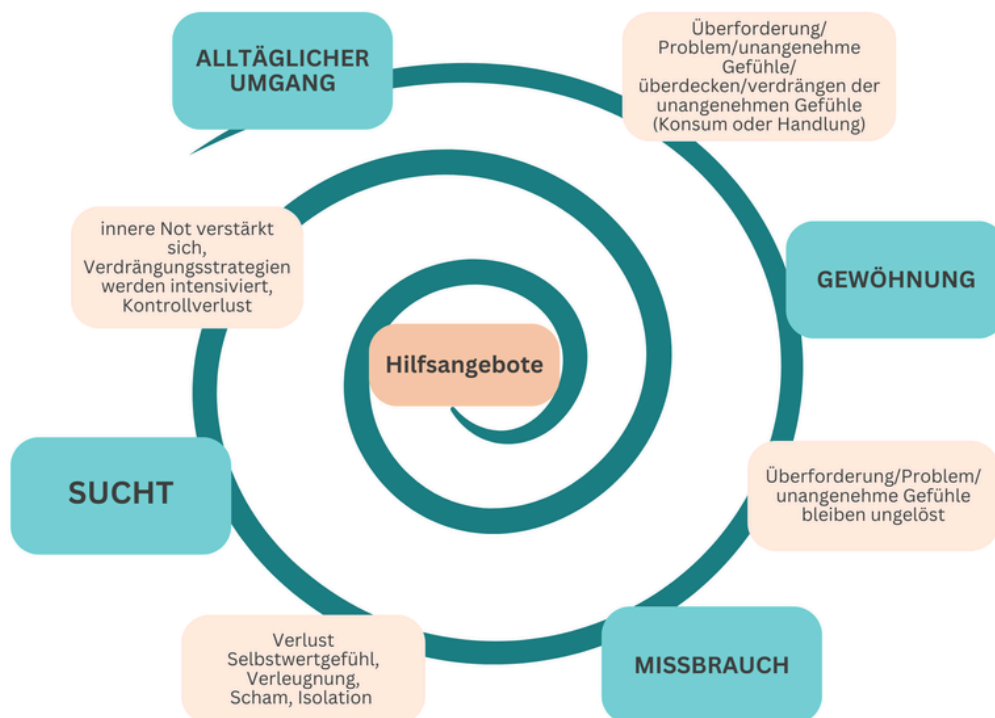 ALLTÄGLICHER
UMGANG
Überforderung/
Problem/unangenehme
Gefühle/
überdecken/verdrängen der
unangenehmen Gefühle
(Konsum oder Handlung)
GEWÖHNUNG
Überforderung/Problem/
unangenehme Gefühle
bleiben ungelöst
MISSBRAUCH
Verlust
Selbstwertgefühl,
Verleugnung,
Scham, Isolation
SUCHT
innere Not verstärkt
sich,
Verdrängungsstrategien
werden intensiviert,
Kontrollverlust
Hilfsangebote